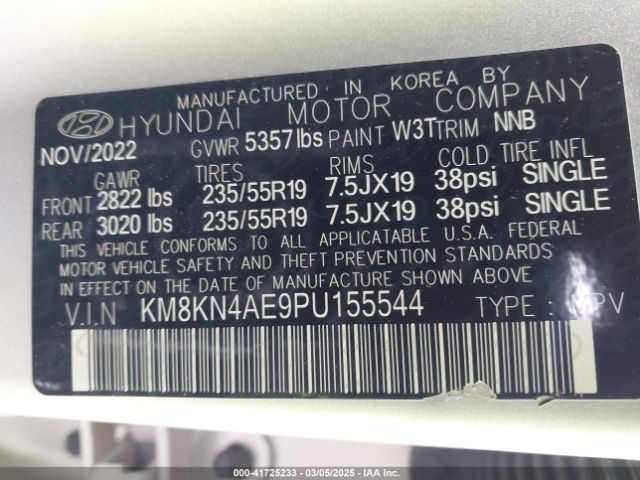 MANUFACTURED IN KOREA BY
HYUNDAI MOTOR COMPANY
NOV/2022 GVWR 5357lbs PAINT W3T TRIM NNB
GAWR TIRES RIMS COLD TIRE INFL
FRONT 2822 lbs 235/55R19 7.5JX19 38psi SINGLE
REAR 3020 lbs 235/55R19 7.5JX19 38psi SINGLE
THIS VEHICLE CONFORMS TO ALL APPLICATABLE U.S.A. FEDERAL
MOTOR VEHICLE SAFETY AND THEFT PREVENTION STANDARDS
IN EFFECT ON THE DATE OF MANUFACTURE SHOWN ABOVE.
V.I.N KM8KN4AE9PU155544 TYPE : MPV
000-41725233 - 03/05/2025 - IAA Inc.(4)